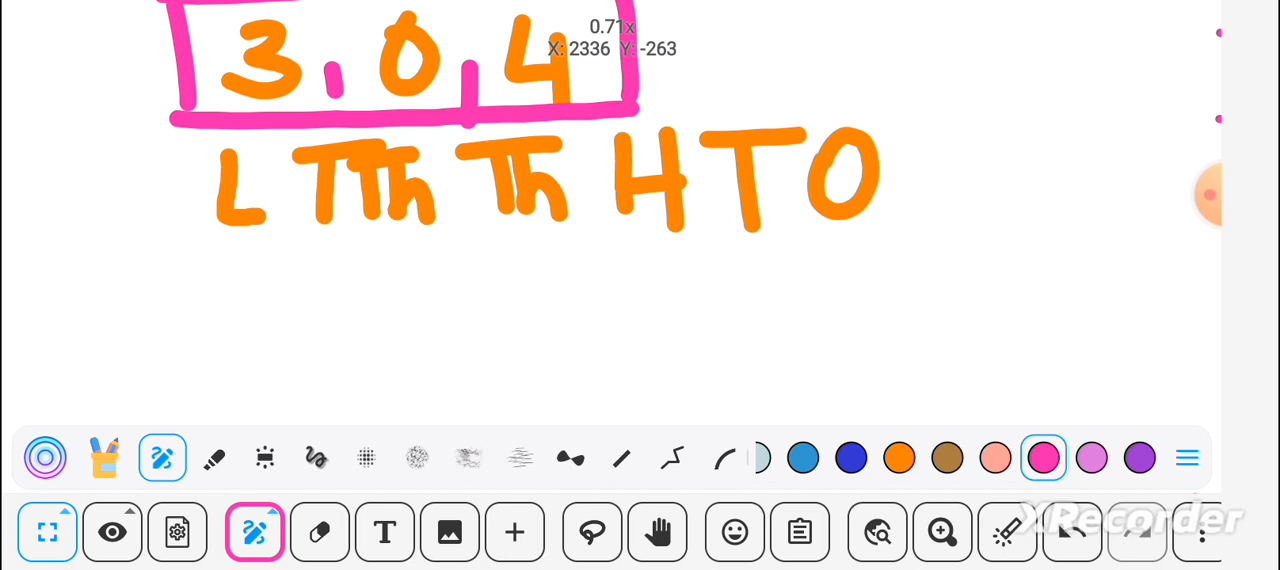 0.71x
X: 2336 Y: -263
3, 0, 4
L TTh Th H T O
T
XRecorder